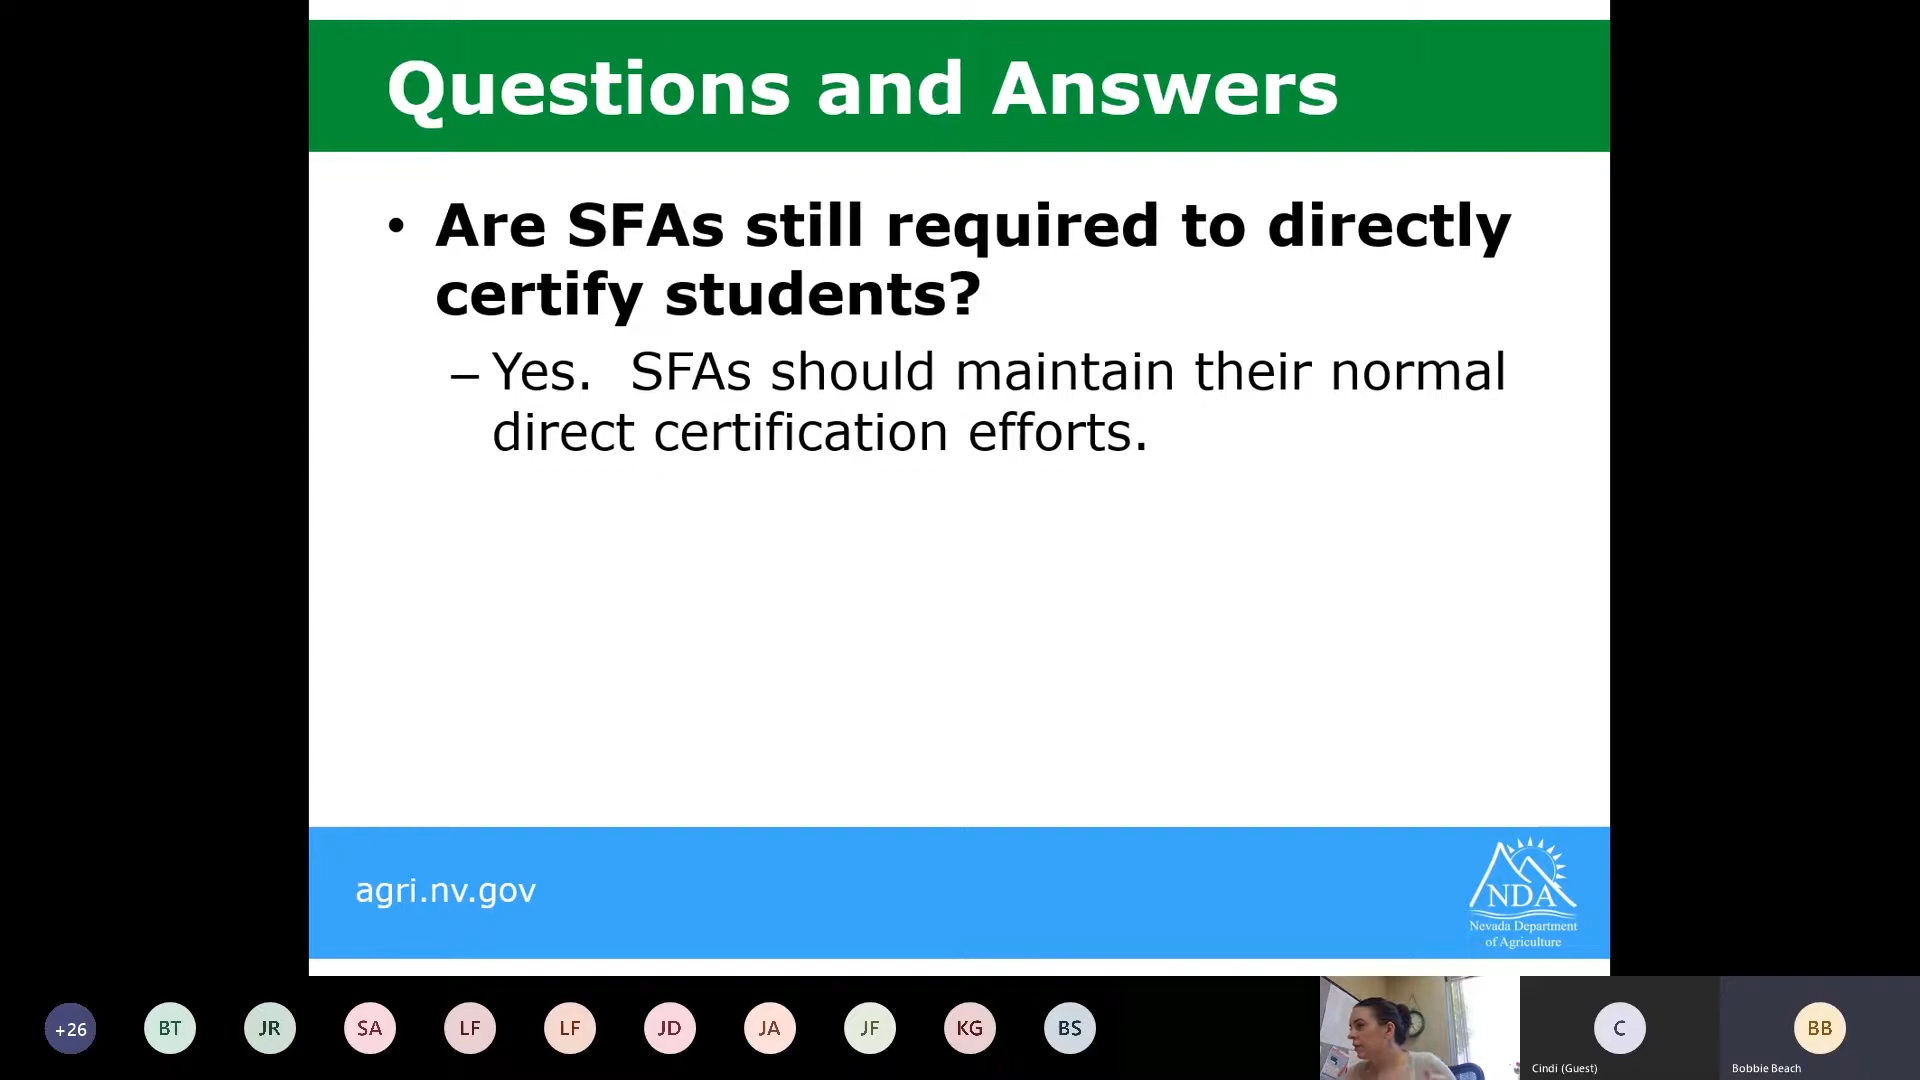 Questions and Answers
• Are SFAs still required to directly
certify students?
– Yes.  SFAs should maintain their normal
direct certification efforts.
agri.nv.gov
NDA
Nevada Department
of Agriculture
+26
BT
JR
SA
LF
LF
JD
JA
JF
KG
BS
C
BB
Cindi (Guest)
Bobbie Beach